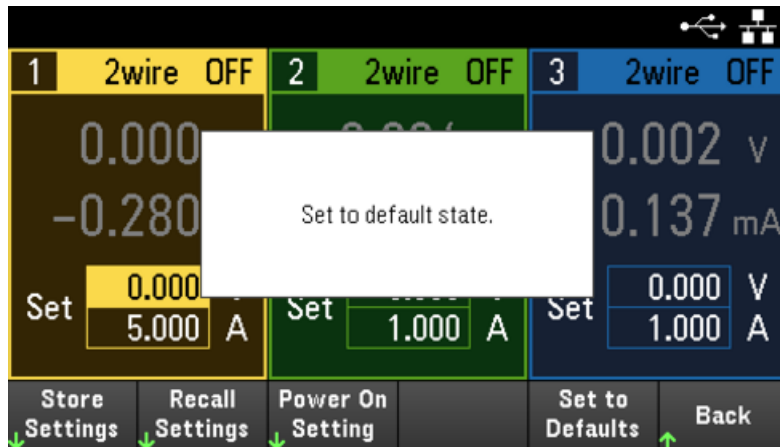 1 2wire OFF 2 2wire OFF 3 2wire OFF
0.000 0.002 V
-0.280 0.137 mA
Set to default state.
0.000 0.000 V
Set Set Set
5.000 A 1.000 A 1.000 A
Store Recall Power On Set to
Settings Settings Setting Defaults Back